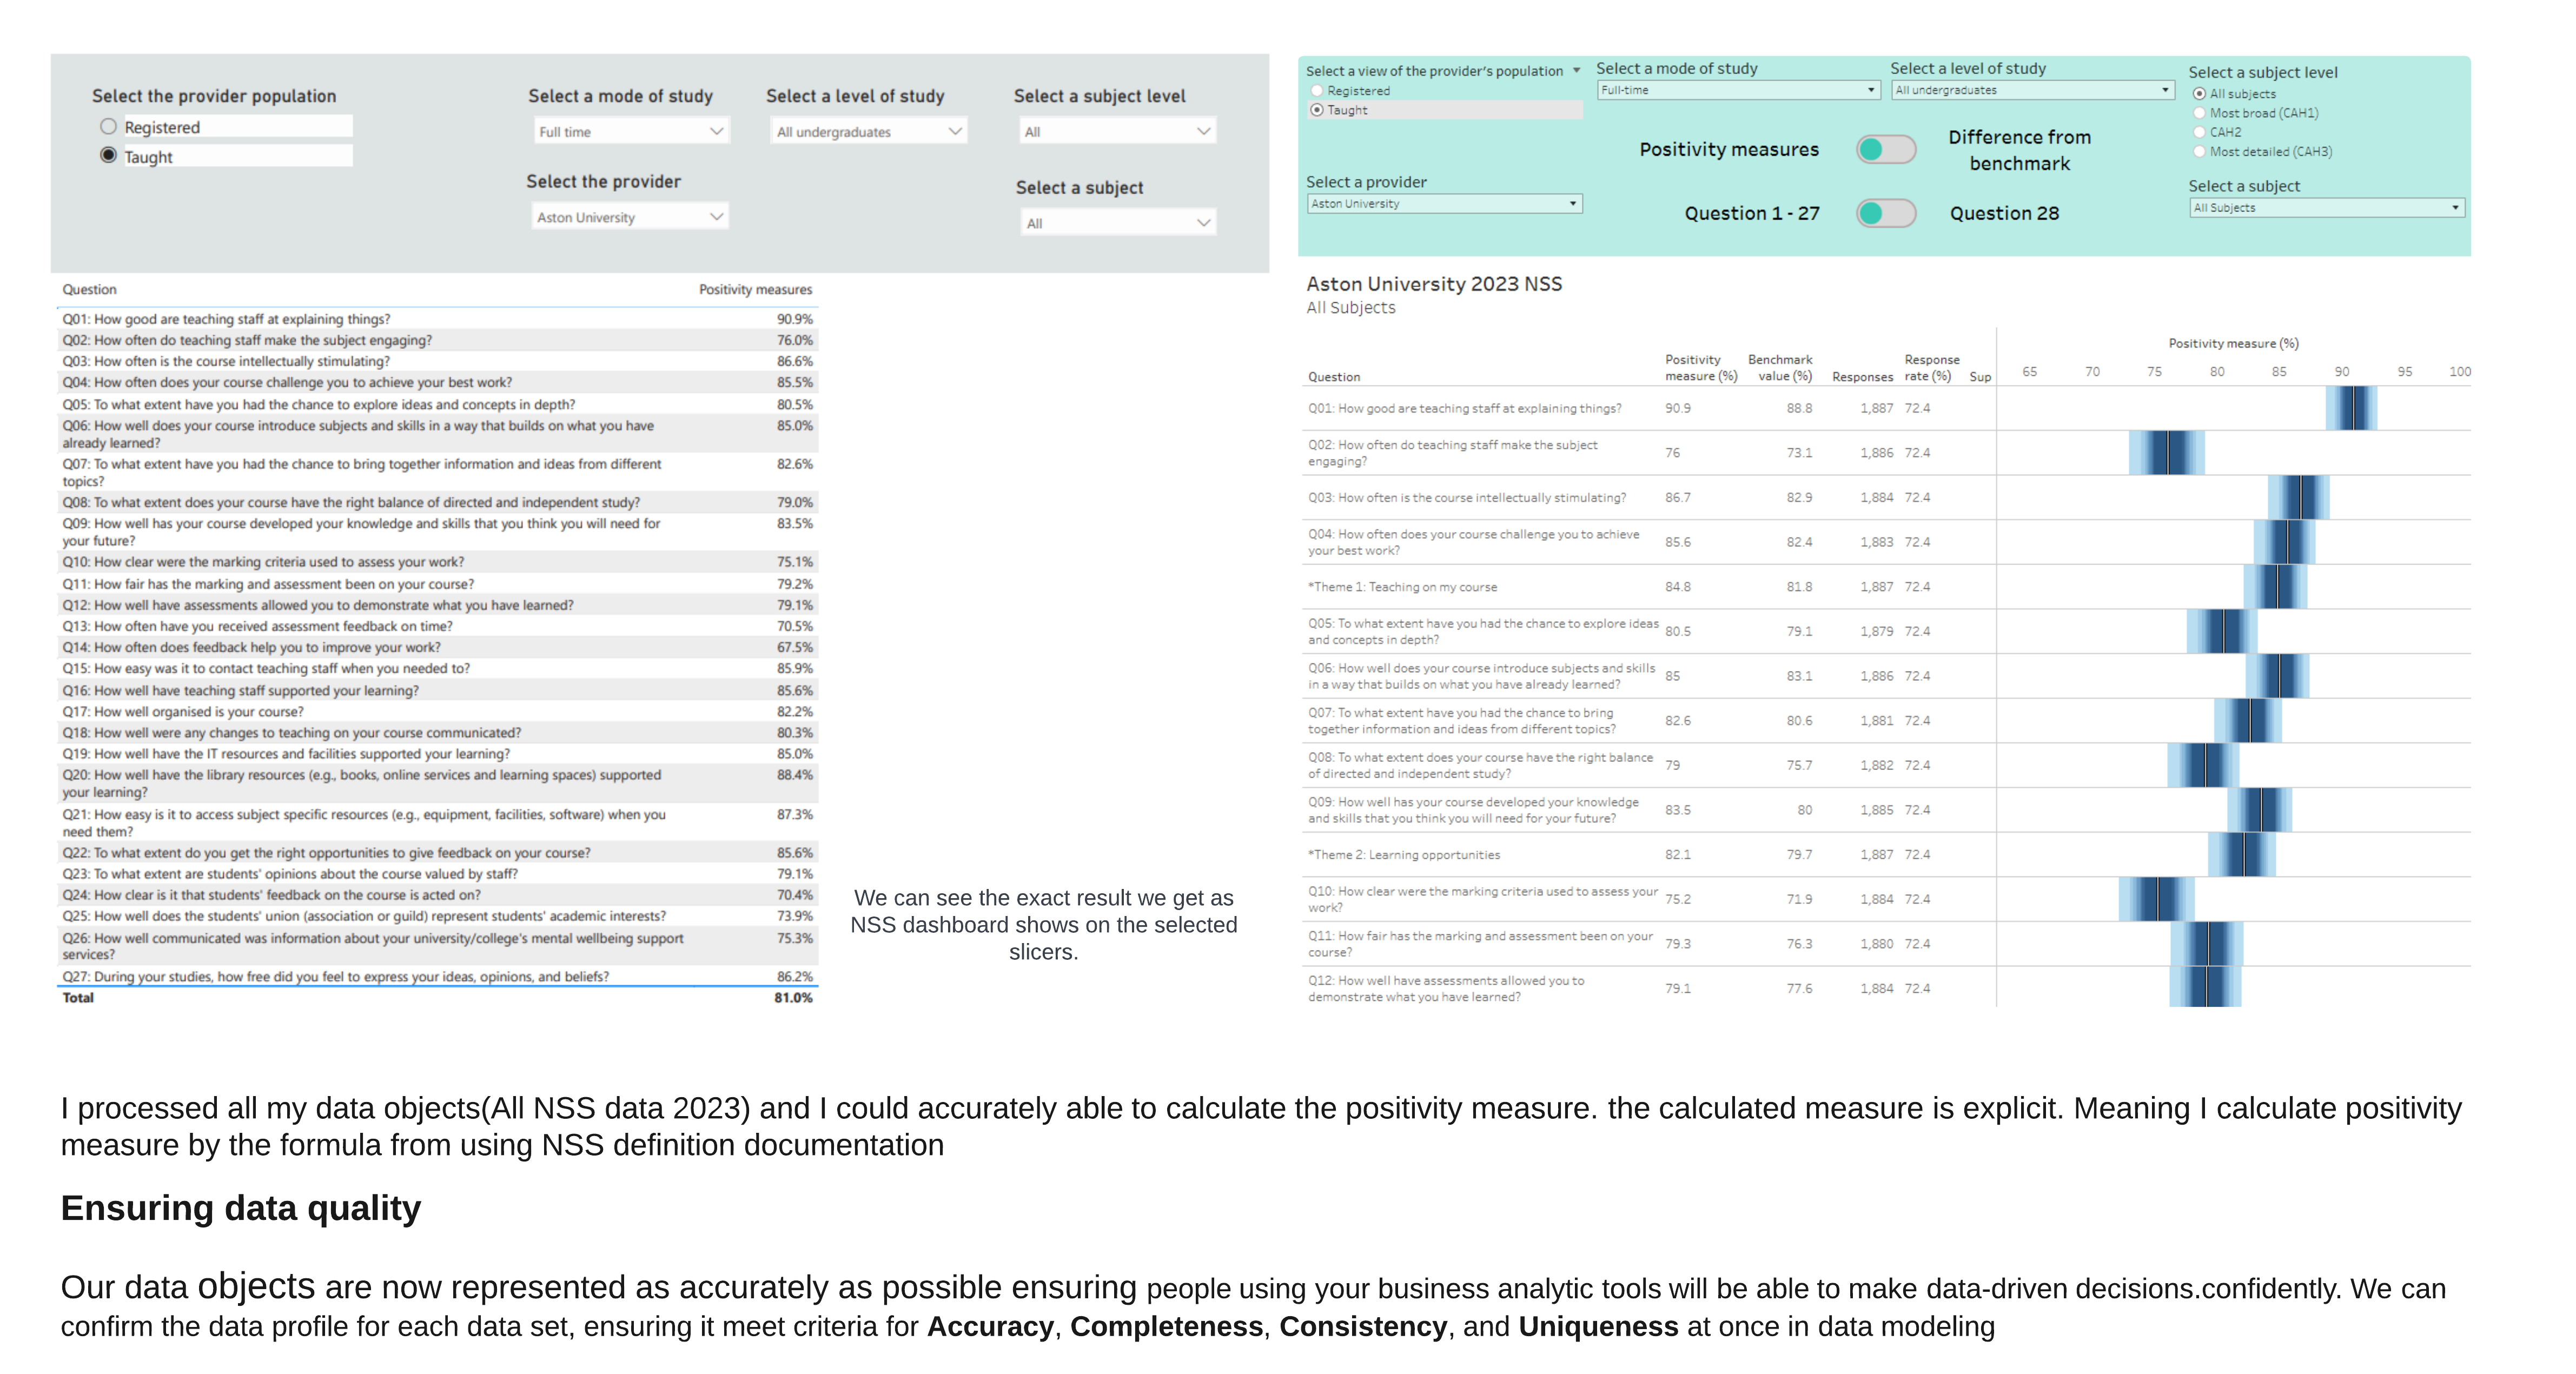 Select the provider population
Registered
Taught
Select a mode of study
Full time
Select a level of study
All undergraduates
Select a subject level
All
Select the provider
Aston University
Select a subject
All
Question Positivity measures
Q01: How good are teaching staff at explaining things? 90.9%
Q02: How often do teaching staff make the subject engaging? 76.0%
Q03: How often is the course intellectually stimulating? 86.6%
Q04: How often does your course challenge you to achieve your best work? 85.5%
Q05: To what extent have you had the chance to explore ideas and concepts in depth? 80.5%
Q06: How well does your course introduce subjects and skills in a way that builds on what you have 85.0%
already learned?
Q07: To what extent have you had the chance to bring together information and ideas from different 82.6%
topics?
Q08: To what extent does your course have the right balance of directed and independent study? 79.0%
Q09: How well has your course developed your knowledge and skills that you think you will need for 83.5%
your future?
Q10: How clear were the marking criteria used to assess your work? 75.1%
Q11: How fair has the marking and assessment been on your course? 79.2%
Q12: How well have assessments allowed you to demonstrate what you have learned? 79.1%
Q13: How often have you received assessment feedback on time? 70.5%
Q14: How often does feedback help you to improve your work? 67.5%
Q15: How easy was it to contact teaching staff when you needed to? 85.9%
Q16: How well have teaching staff supported your learning? 85.6%
Q17: How well organised is your course? 82.2%
Q18: How well were any changes to teaching on your course communicated? 80.3%
Q19: How well have the IT resources and facilities supported your learning? 85.0%
Q20: How well have the library resources (e.g., books, online services and learning spaces) supported 88.4%
your learning?
Q21: How easy is it to access subject specific resources (e.g., equipment, facilities, software) when you 87.3%
need them?
Q22: To what extent do you get the right opportunities to give feedback on your course? 85.6%
Q23: To what extent are students' opinions about the course valued by staff? 79.1%
Q24: How clear is it that students' feedback on the course is acted on? 70.4%
Q25: How well does the students' union (association or guild) represent students' academic interests? 73.9%
Q26: How well communicated was information about your university/college's mental wellbeing support 75.3%
services?
Q27: During your studies, how free did you feel to express your ideas, opinions, and beliefs? 86.2%
Total 81.0%
We can see the exact result we get as
NSS dashboard shows on the selected
slicers.
Select a view of the provider's population
Registered
Taught
Select a mode of study
Full-time
Select a level of study
All undergraduates
Select a subject level
All subjects
Most broad (CAH1)
CAH2
Most detailed (CAH3)
Positivity measures
Difference from
benchmark
Select a provider
Aston University
Question 1 - 27
Question 28
Select a subject
All Subjects
Aston University 2023 NSS
All Subjects
Positivity measure (%)
Question Positivity measure (%) Benchmark value (%) Responses Response rate (%) Sup 65 70 75 80 85 90 95 100
Q01: How good are teaching staff at explaining things? 90.9 88.8 1,887 72.4
Q02: How often do teaching staff make the subject
engaging? 76 73.1 1,886 72.4
Q03: How often is the course intellectually stimulating? 86.7 82.9 1,884 72.4
Q04: How often does your course challenge you to achieve
your best work? 85.6 82.4 1,883 72.4
*Theme 1: Teaching on my course 84.8 81.8 1,887 72.4
Q05: To what extent have you had the chance to explore ideas
and concepts in depth? 80.5 79.1 1,879 72.4
Q06: How well does your course introduce subjects and skills
in a way that builds on what you have already learned? 85 83.1 1,886 72.4
Q07: To what extent have you had the chance to bring
together information and ideas from different topics? 82.6 80.6 1,881 72.4
Q08: To what extent does your course have the right balance
of directed and independent study? 79 75.7 1,882 72.4
Q09: How well has your course developed your knowledge
and skills that you think you will need for your future? 83.5 80 1,885 72.4
*Theme 2: Learning opportunities 82.1 79.7 1,887 72.4
Q10: How clear were the marking criteria used to assess your
work? 75.2 71.9 1,884 72.4
Q11: How fair has the marking and assessment been on your
course? 79.3 76.3 1,880 72.4
Q12: How well have assessments allowed you to
demonstrate what you have learned? 79.1 77.6 1,884 72.4
I processed all my data objects(All NSS data 2023) and I could accurately able to calculate the positivity measure. the calculated measure is explicit. Meaning I calculate positivity
measure by the formula from using NSS definition documentation
Ensuring data quality
Our data objects are now represented as accurately as possible ensuring people using your business analytic tools will be able to make data-driven decisions.confidently. We can
confirm the data profile for each data set, ensuring it meet criteria for Accuracy, Completeness, Consistency, and Uniqueness at once in data modeling